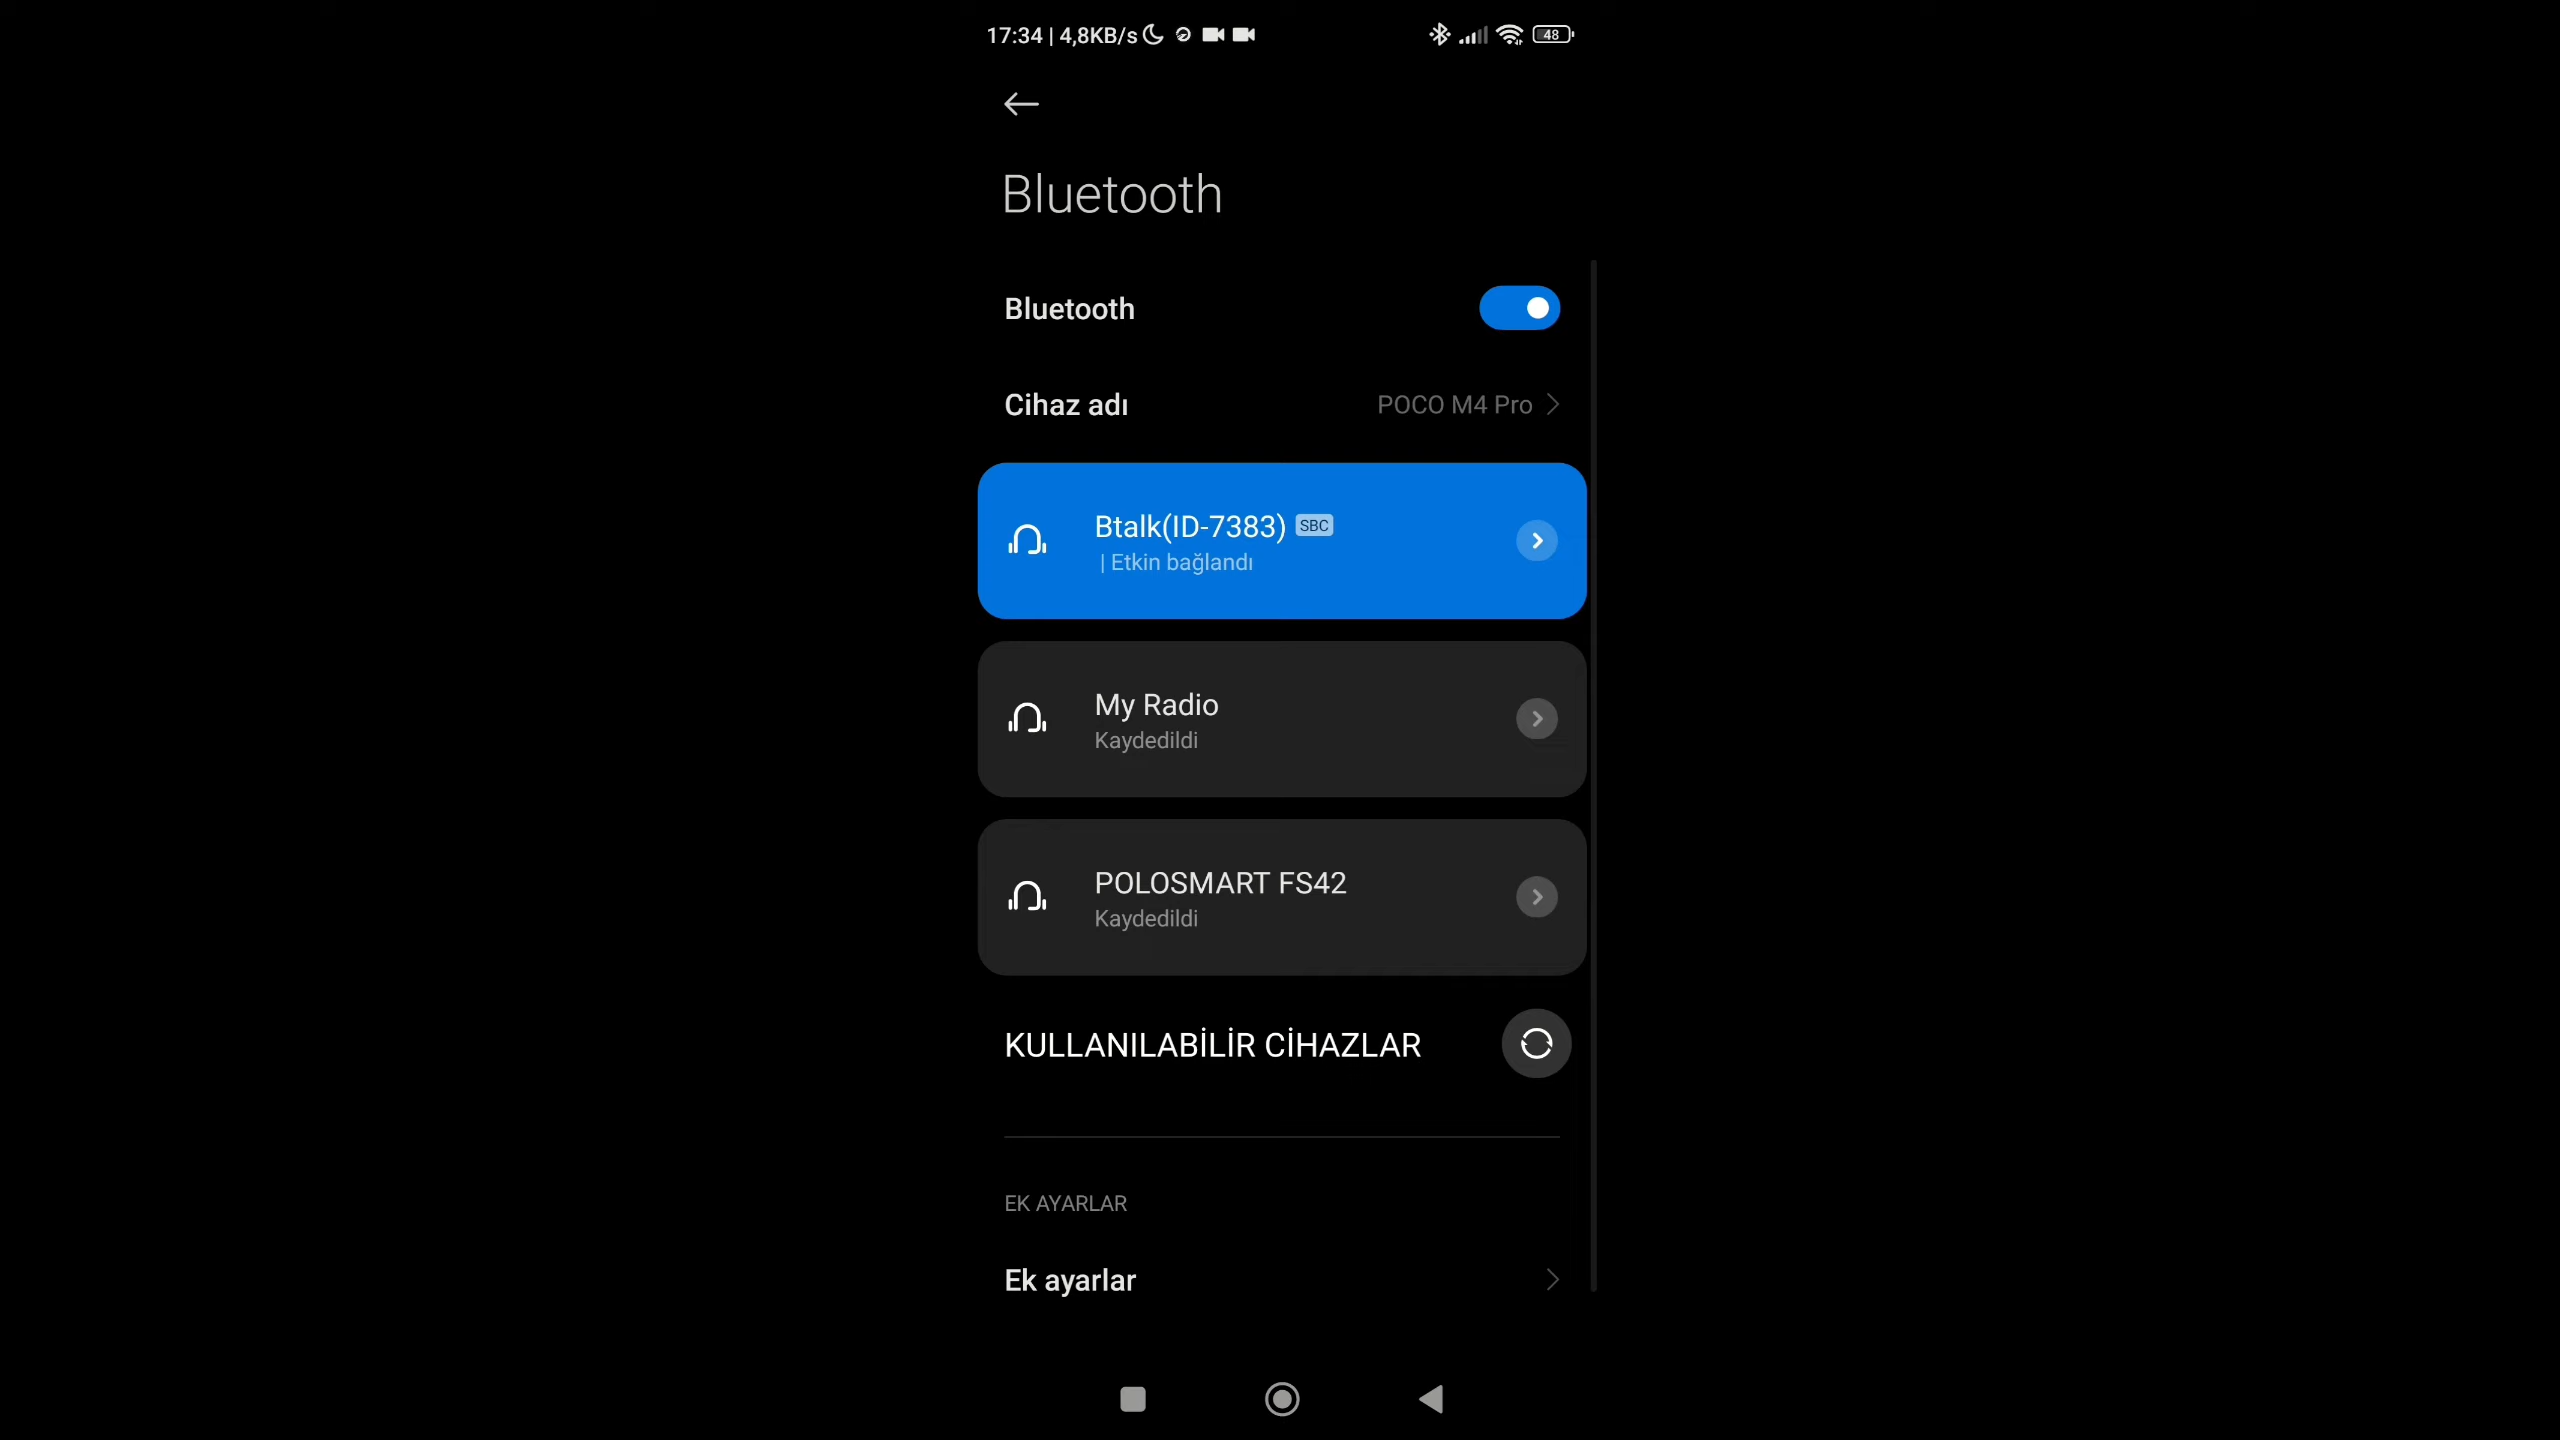 17:34 | 4,8KB/s 48
Bluetooth
Bluetooth
Cihaz adı POCO M4 Pro
Btalk(ID-7383) SBC
| Etkin bağlandı
My Radio
Kaydedildi
POLOSMART FS42
Kaydedildi
KULLANILABİLİR CİHAZLAR
EK AYARLAR
Ek ayarlar